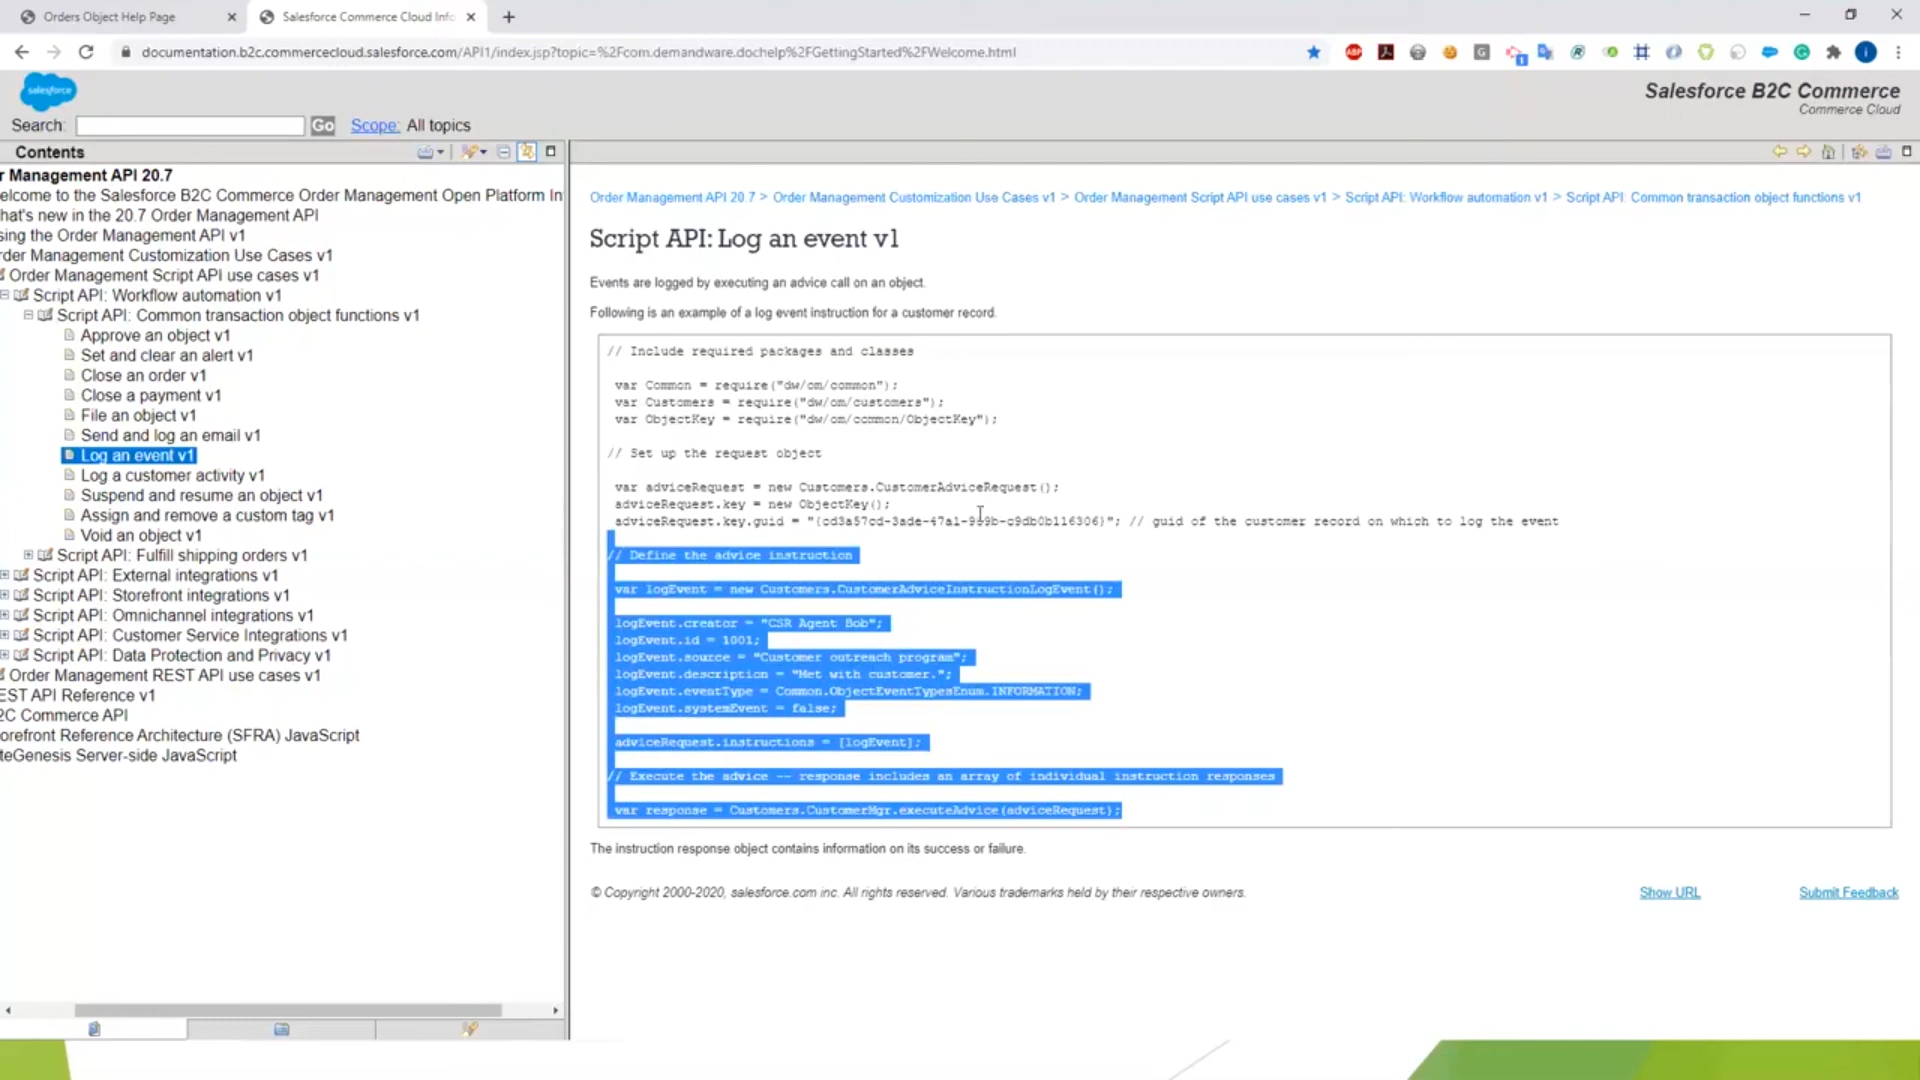 Orders Object Help Page
Salesforce Commerce Cloud Info
documentation.b2c.commercecloud.salesforce.com/API1/index.jsp?topic=%2Fcom.demandware.dochelp%2FGettingStarted%2FWelcome.html
salesforce
Salesforce B2C Commerce
Commerce Cloud
Search:
Go
Scope: All topics
Contents
r Management API 20.7
elcome to the Salesforce B2C Commerce Order Management Open Platform In
hat's new in the 20.7 Order Management API
sing the Order Management API v1
rder Management Customization Use Cases v1
Order Management Script API use cases v1
Script API: Workflow automation v1
Script API: Common transaction object functions v1
Approve an object v1
Set and clear an alert v1
Close an order v1
Close a payment v1
File an object v1
Send and log an email v1
Log an event v1
Log a customer activity v1
Suspend and resume an object v1
Assign and remove a custom tag v1
Void an object v1
Script API: Fulfill shipping orders v1
Script API: External integrations v1
Script API: Storefront integrations v1
Script API: Omnichannel integrations v1
Script API: Customer Service Integrations v1
Script API: Data Protection and Privacy v1
Order Management REST API use cases v1
EST API Reference v1
2C Commerce API
torefront Reference Architecture (SFRA) JavaScript
iteGenesis Server-side JavaScript
Order Management API 20.7 > Order Management Customization Use Cases v1 > Order Management Script API use cases v1 > Script API: Workflow automation v1 > Script API: Common transaction object functions v1
Script API: Log an event v1
Events are logged by executing an advice call on an object.
Following is an example of a log event instruction for a customer record.
// Include required packages and classes
var Common = require("dw/om/common");
var Customers = require("dw/om/customers");
var ObjectKey = require("dw/om/common/ObjectKey");
// Set up the request object
var adviceRequest = new Customers.CustomerAdviceRequest();
adviceRequest.key = new ObjectKey();
adviceRequest.key.guid = "{cd3a57cd-3ade-47a1-999b-c9db0b116306}"; // guid of the customer record on which to log the event
// Define the advice instruction
var logEvent = new Customers.CustomerAdviceInstructionLogEvent();
logEvent.creator = "CSR Agent Bob";
logEvent.id = 1001;
logEvent.source = "Customer outreach program";
logEvent.description = "Met with customer.";
logEvent.eventType = Common.ObjectEventTypesEnum.INFORMATION;
logEvent.systemEvent = false;
adviceRequest.instructions = [logEvent];
// Execute the advice -- response includes an array of individual instruction responses
var response = Customers.CustomerMgr.executeAdvice(adviceRequest);
The instruction response object contains information on its success or failure.
© Copyright 2000-2020, salesforce.com inc. All rights reserved. Various trademarks held by their respective owners.
Show URL
Submit Feedback